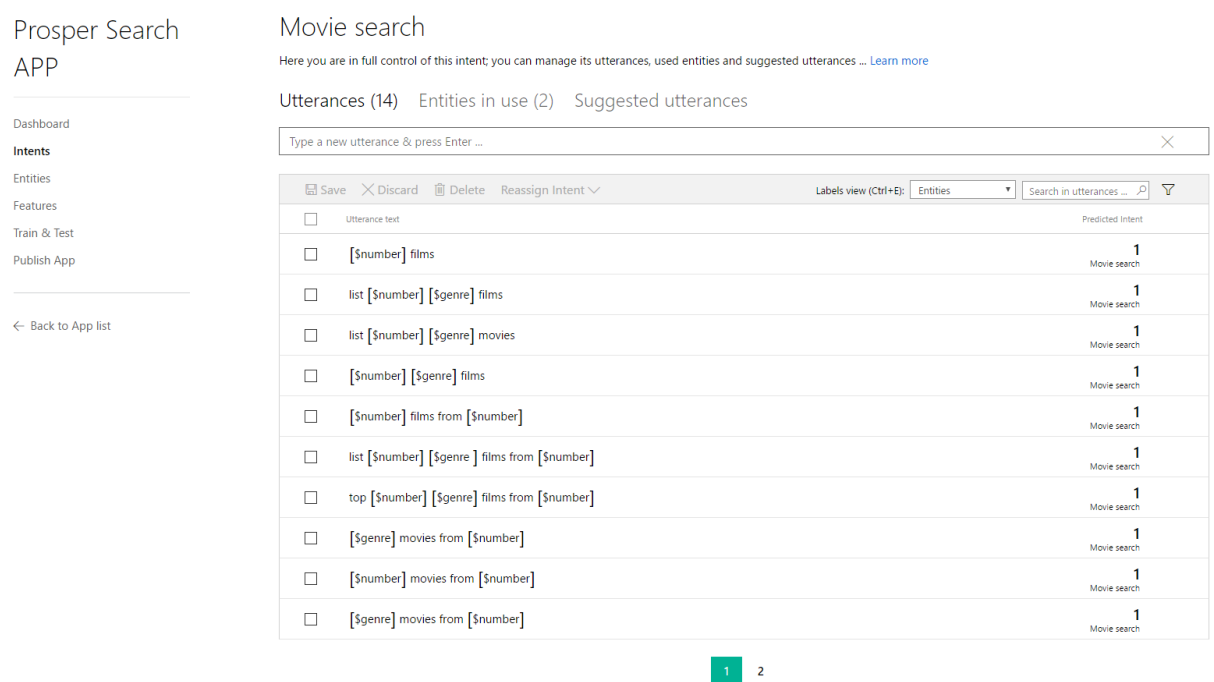 Prosper Search
APP
Dashboard
Intents
Entities
Features
Train & Test
Publish App
Back to App list
Movie search
Here you are in full control of this intent; you can manage its utterances, used entities and suggested utterances ... Learn more
Utterances (14) Entities in use (2) Suggested utterances
Type a new utterance & press Enter ...
Save Discard Delete Reassign Intent Labels view (Ctrl+E): Entities Search in utterances ...
Utterance text Predicted Intent
[$number] films 1
Movie search
list [$number] [$genre] films 1
Movie search
list [$number] [$genre] movies 1
Movie search
[$number] [$genre] films 1
Movie search
[$number] films from [$number] 1
Movie search
list [$number] [$genre ] films from [$number] 1
Movie search
top [$number] [$genre] films from [$number] 1
Movie search
[$genre] movies from [$number] 1
Movie search
[$number] movies from [$number] 1
Movie search
[$genre] movies from [$number] 1
Movie search
1 2